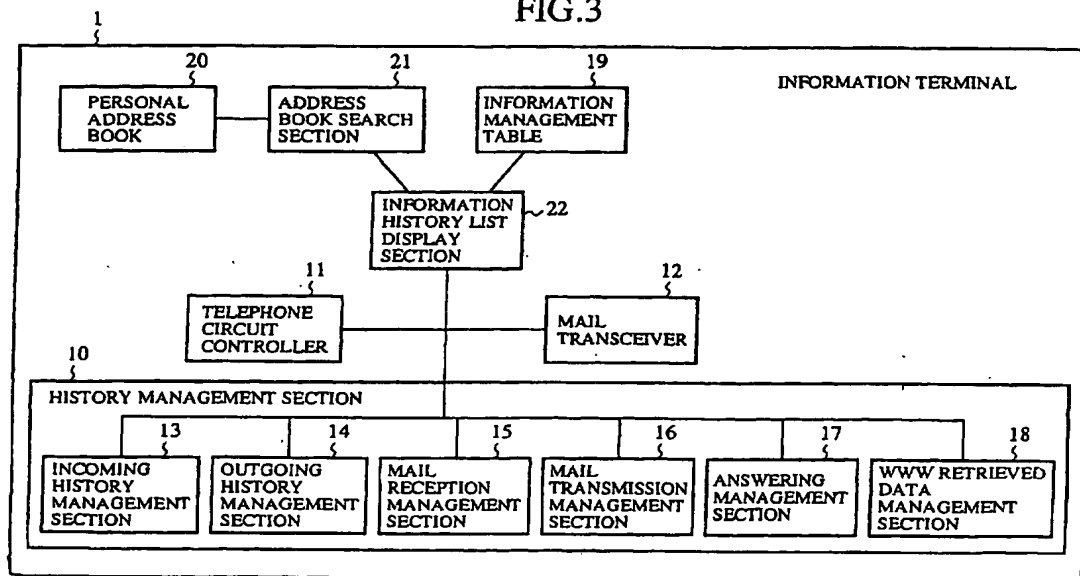 FIG.3
1
20
21
19
INFORMATION TERMINAL
PERSONAL
ADDRESS
BOOK
ADDRESS
BOOK SEARCH
SECTION
INFORMATION
MANAGEMENT
TABLE
INFORMATION
HISTORY LIST
DISPLAY
SECTION
22
11
12
TELEPHONE
CIRCUIT
CONTROLLER
MAIL
TRANSCEIVER
10
HISTORY MANAGEMENT SECTION
13
14
15
16
17
18
INCOMING
HISTORY
MANAGEMENT
SECTION
OUTGOING
HISTORY
MANAGEMENT
SECTION
MAIL
RECEPTION
MANAGEMENT
SECTION
MAIL
TRANSMISSION
MANAGEMENT
SECTION
ANSWERING
MANAGEMENT
SECTION
WWW RETRIEVED
DATA
MANAGEMENT
SECTION